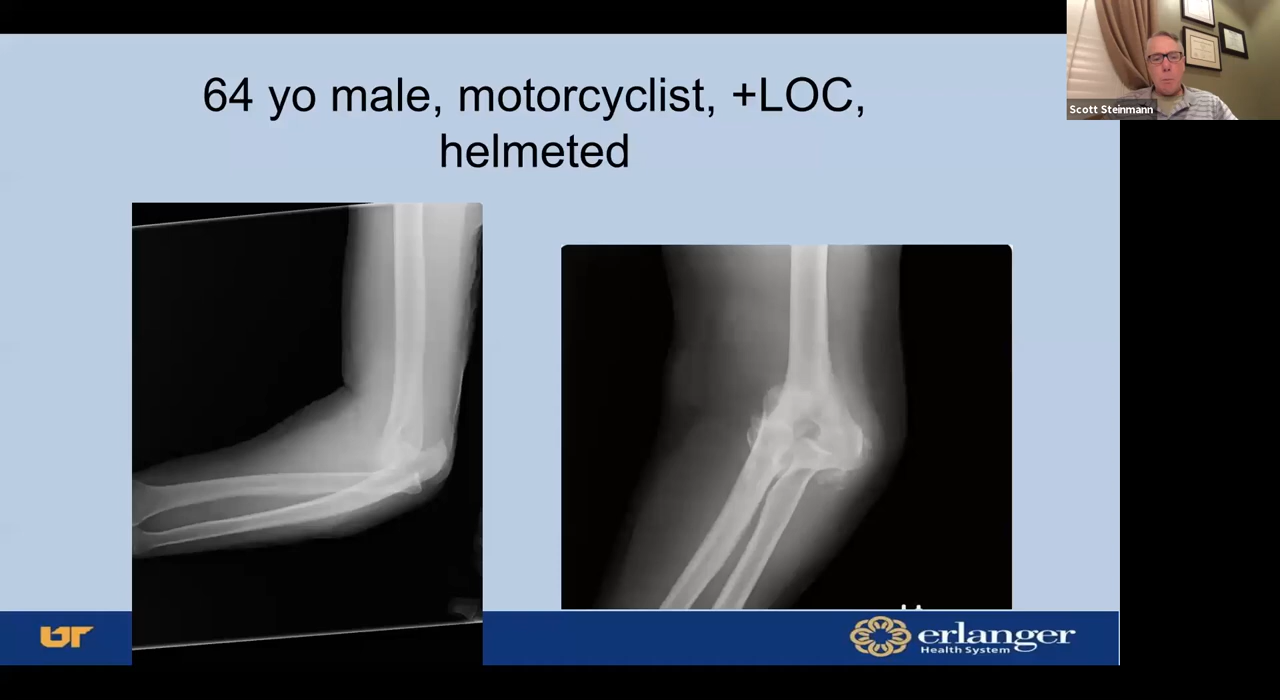 64 yo male, motorcyclist, +LOC,
helmeted
Scott Steinmann
UT
erlanger
Health System